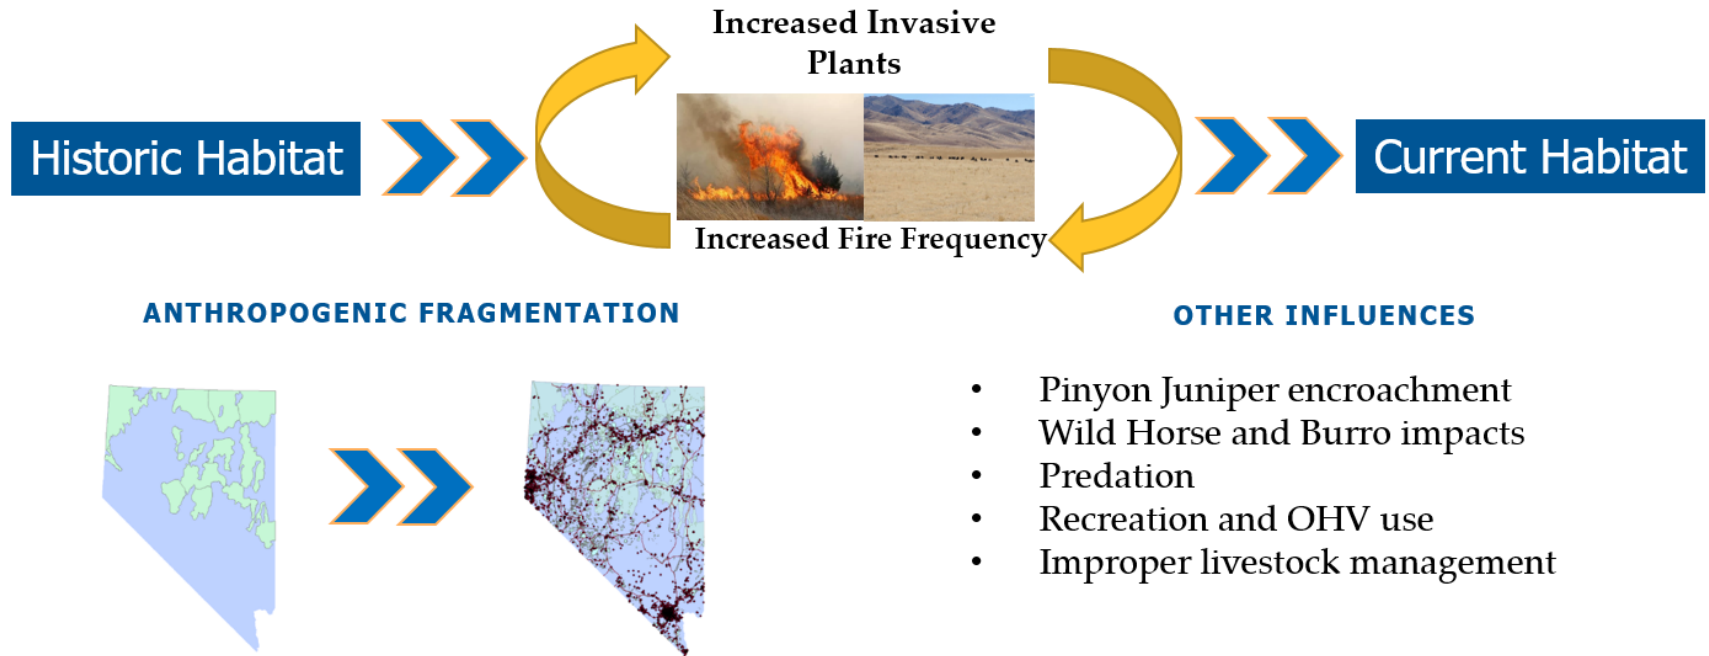 Increased Invasive
Plants
Historic Habitat
Current Habitat
Increased Fire Frequency
ANTHROPOGENIC FRAGMENTATION
OTHER INFLUENCES
• Pinyon Juniper encroachment
• Wild Horse and Burro impacts
• Predation
• Recreation and OHV use
• Improper livestock management